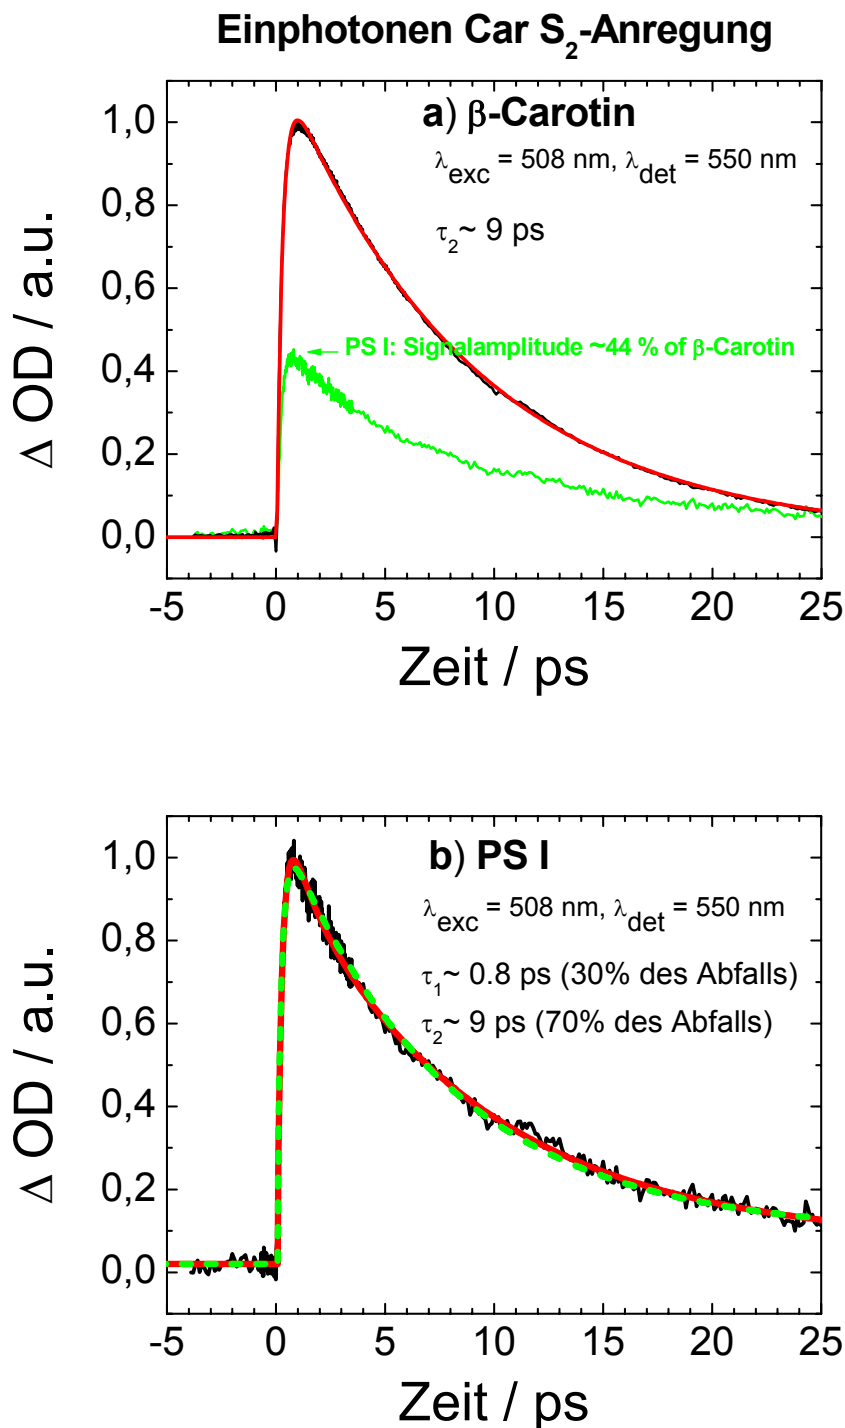 Einphotonen Car S₂-Anregung
a) β-Carotin
λexc = 508 nm, λdet = 550 nm
τ₂~ 9 ps
PS I: Signalamplitude ~44 % of β-Carotin
Δ OD / a.u.
1,0
0,8
0,6
0,4
0,2
0,0
-5 0 5 10 15 20 25
Zeit / ps
b) PS I
λexc = 508 nm, λdet = 550 nm
τ₁~ 0.8 ps (30% des Abfalls)
τ₂~ 9 ps (70% des Abfalls)
Δ OD / a.u.
1,0
0,8
0,6
0,4
0,2
0,0
-5 0 5 10 15 20 25
Zeit / ps